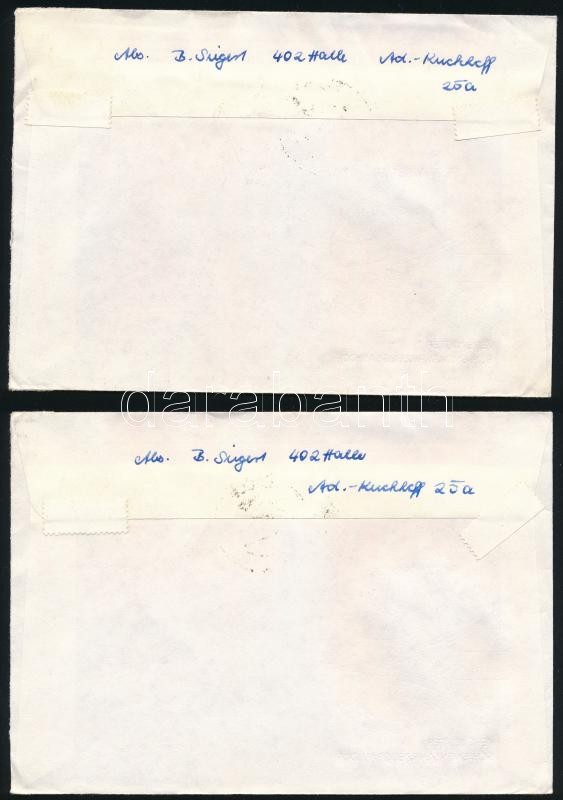 Abs. B. Siegert 402 Halle Ad.-Kuckhoff
25a
darabanth
Abs. B. Siegert 402 Halle
Ad.-Kuckhoff 25a